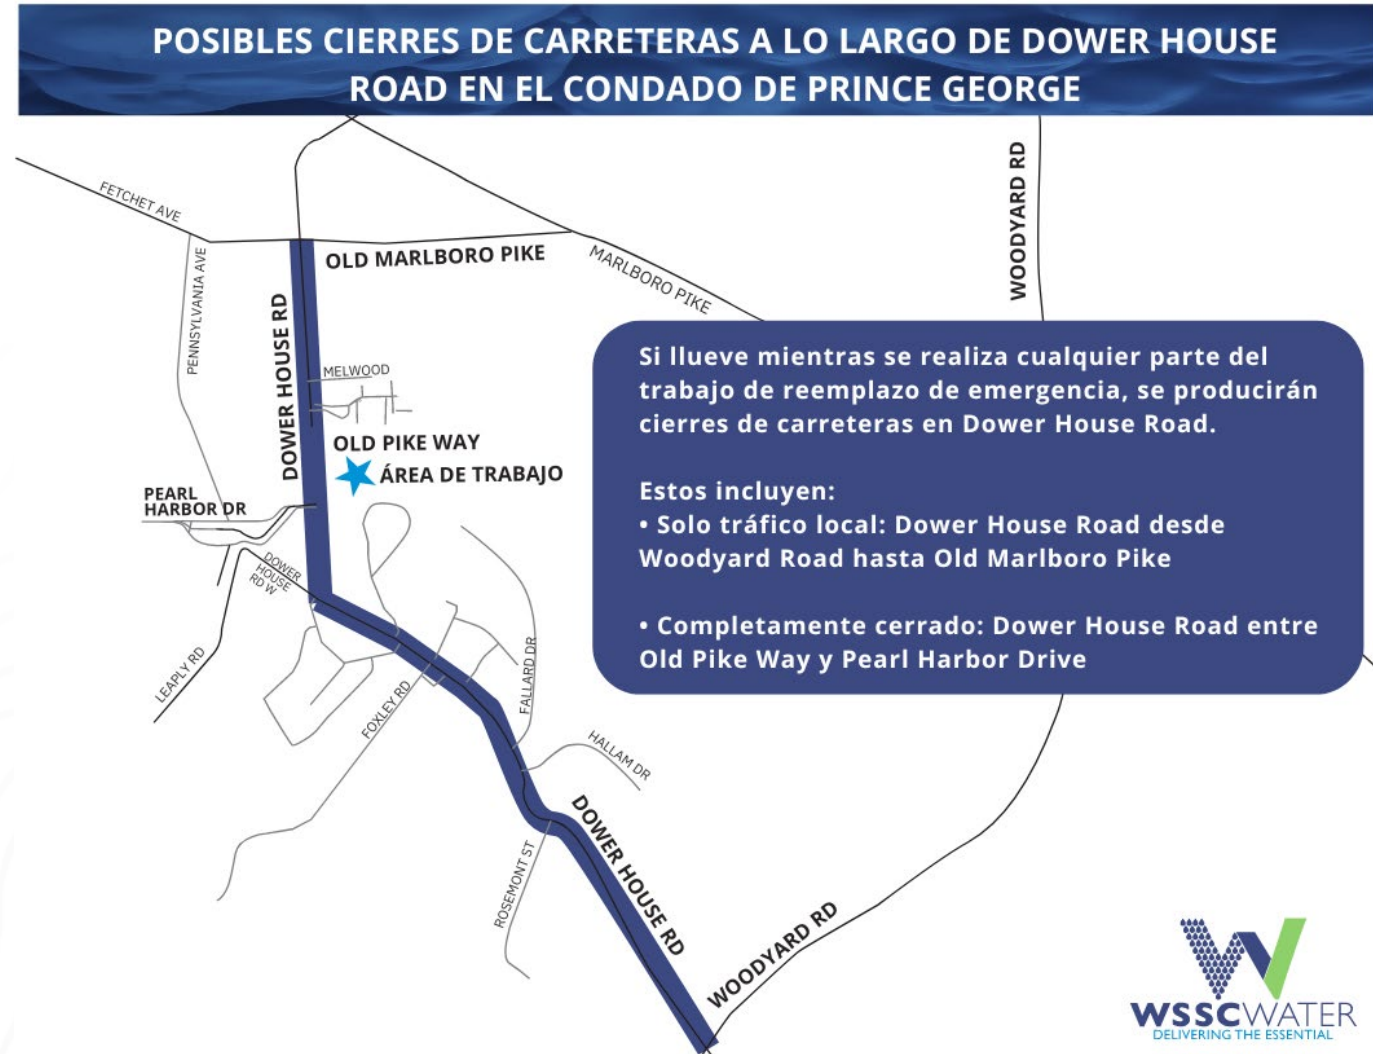 POSIBLES CIERRES DE CARRETERAS A LO LARGO DE DOWER HOUSE
ROAD EN EL CONDADO DE PRINCE GEORGE
FETCHET AVE
PENNSYLVANIA AVE
OLD MARLBORO PIKE
MARLBORO PIKE
WOODYARD RD
DOWER HOUSE RD
MELWOOD
OLD PIKE WAY
ÁREA DE TRABAJO
PEARL
HARBOR DR
DOWER
HOUSE
RD W
LEAPLY RD
FOXLEY RD
FALLARD DR
HALLAM DR
ROSEMONT ST
DOWER HOUSE RD
WOODYARD RD
Si llueve mientras se realiza cualquier parte del
trabajo de reemplazo de emergencia, se producirán
cierres de carreteras en Dower House Road.
Estos incluyen:
• Solo tráfico local: Dower House Road desde
Woodyard Road hasta Old Marlboro Pike
• Completamente cerrado: Dower House Road entre
Old Pike Way y Pearl Harbor Drive
WSSCWATER
DELIVERING THE ESSENTIAL